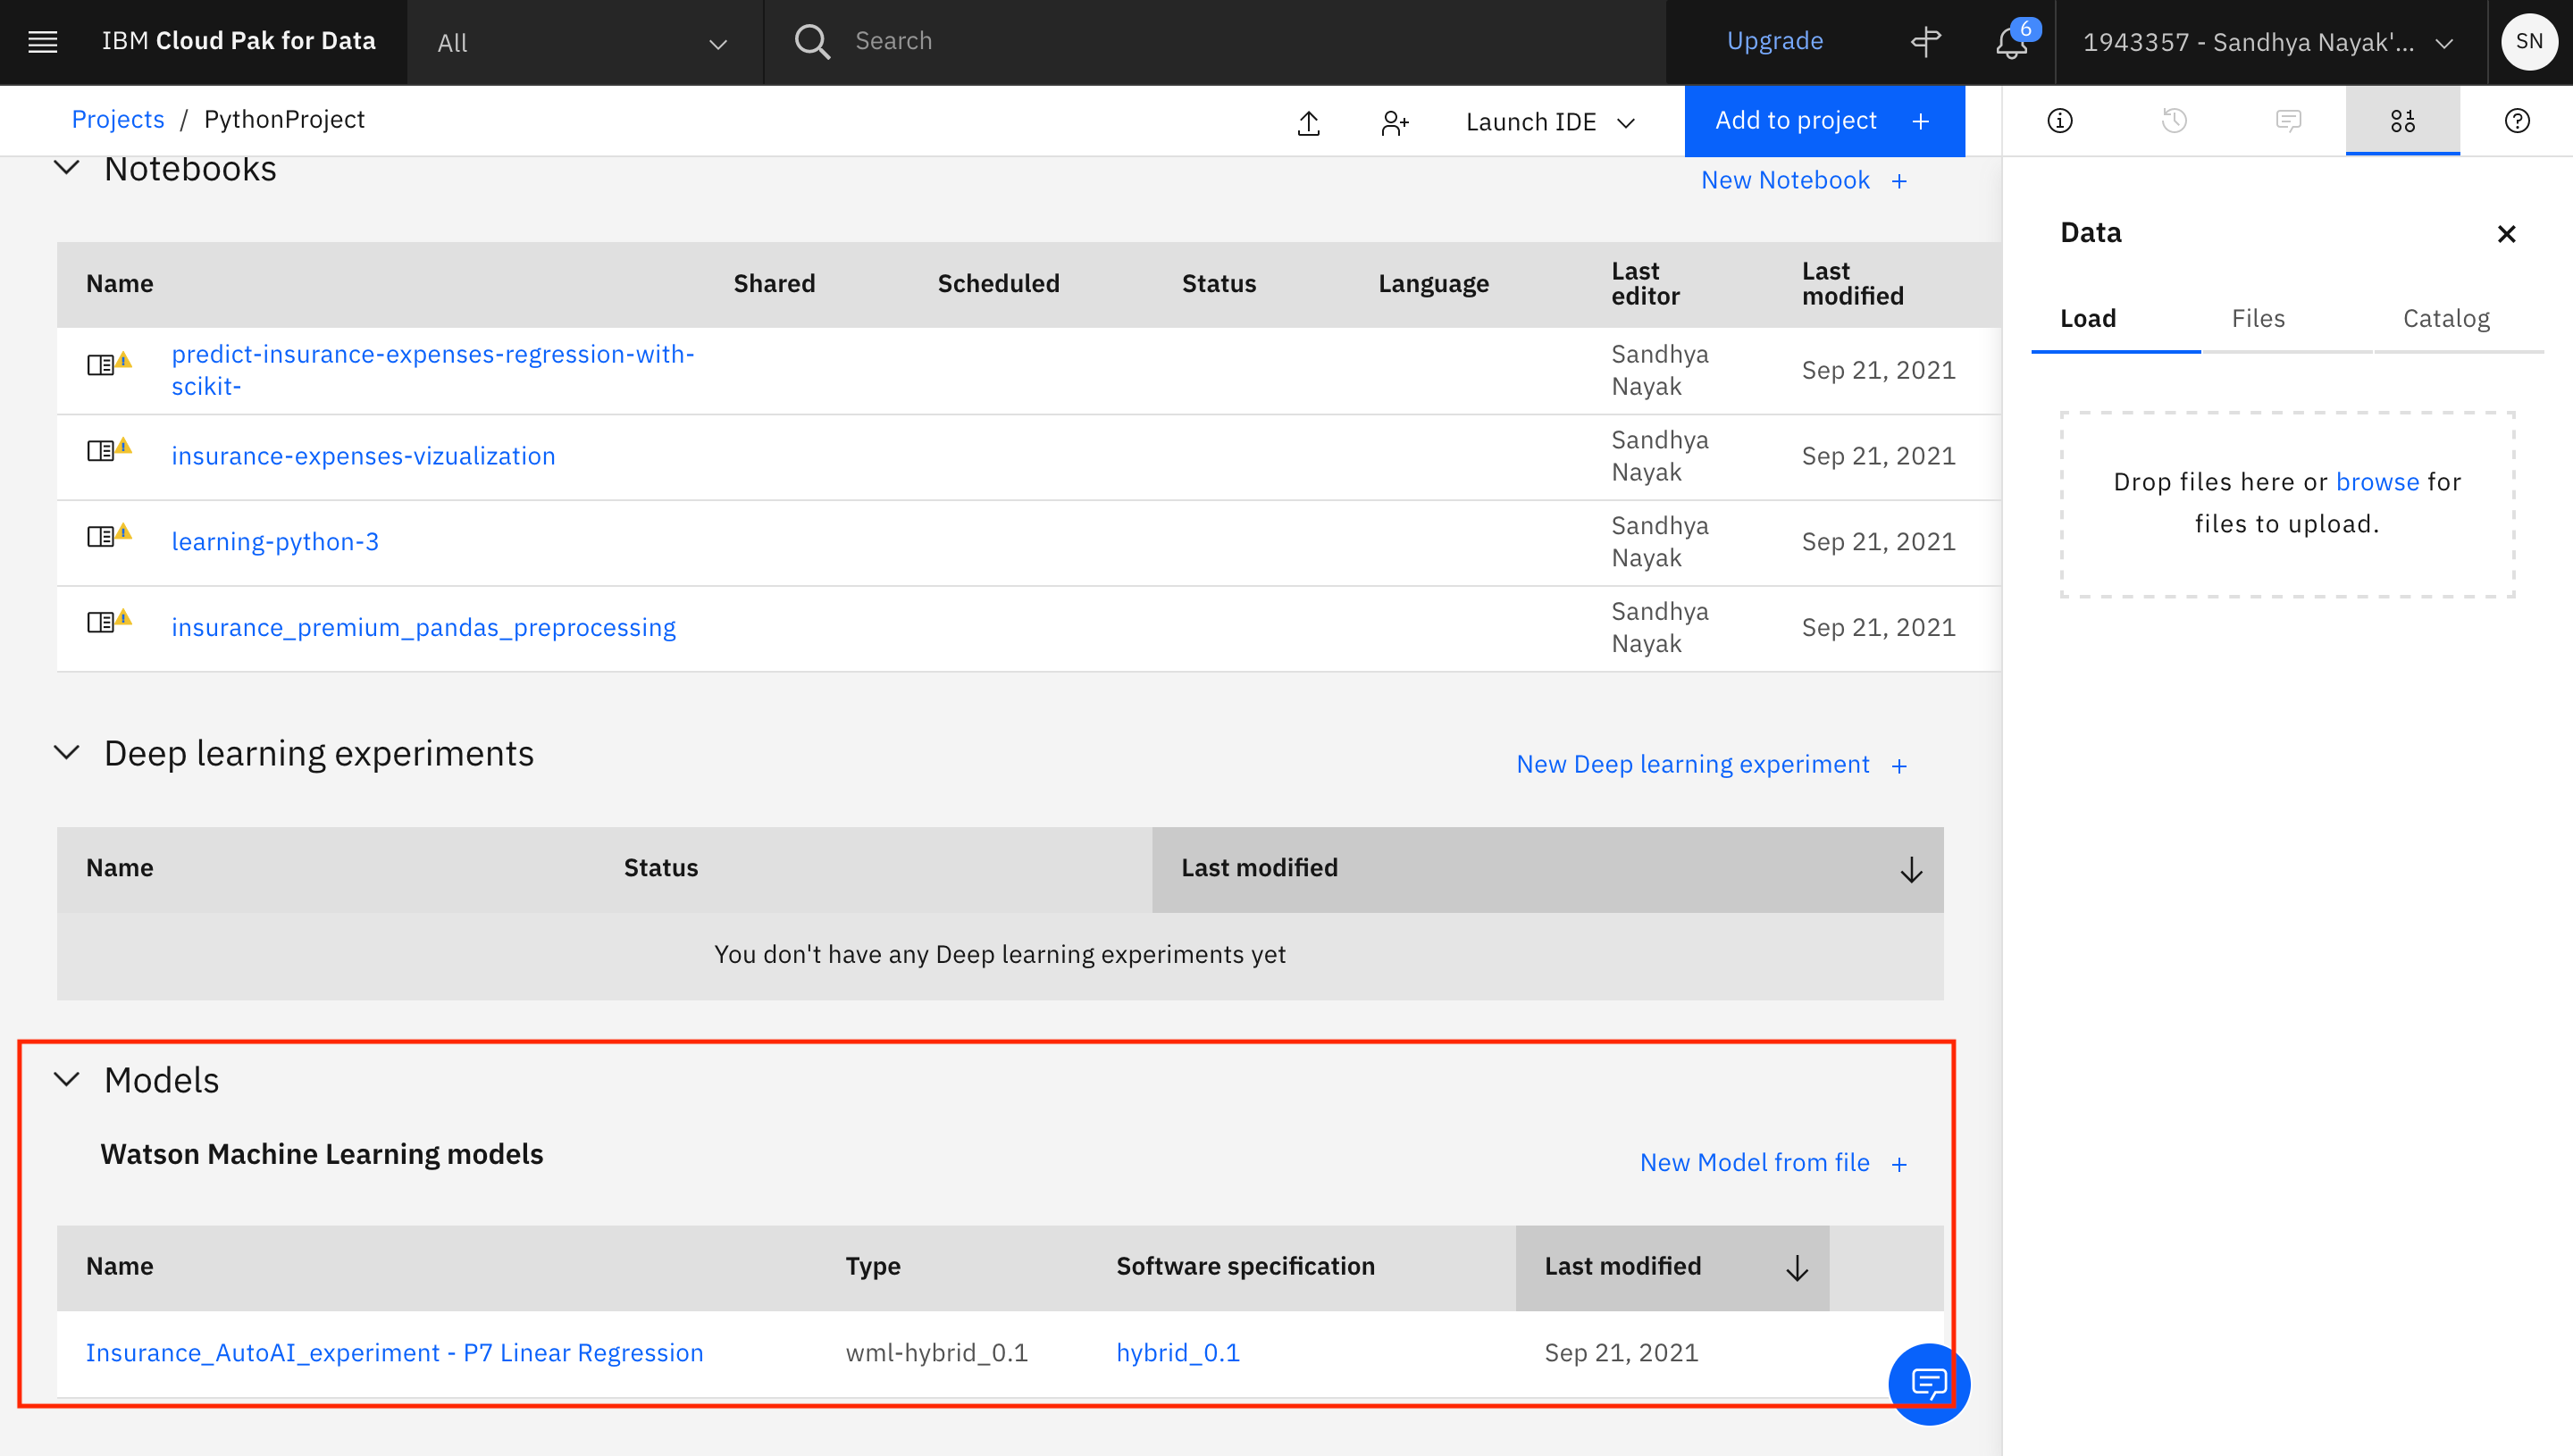 IBM Cloud Pak for Data
All
Search
Upgrade
6
1943357 - Sandhya Nayak'...
SN
Projects / PythonProject
Launch IDE
Add to project +
Notebooks
New Notebook +
Name Shared Scheduled Status Language Last editor Last modified
predict-insurance-expenses-regression-with-
scikit-
Sandhya
Nayak
Sep 21, 2021
insurance-expenses-vizualization
Sandhya
Nayak
Sep 21, 2021
learning-python-3
Sandhya
Nayak
Sep 21, 2021
insurance_premium_pandas_preprocessing
Sandhya
Nayak
Sep 21, 2021
Deep learning experiments
New Deep learning experiment +
Name Status Last modified
You don't have any Deep learning experiments yet
Models
Watson Machine Learning models
New Model from file +
Name Type Software specification Last modified
Insurance_AutoAI_experiment - P7 Linear Regression wml-hybrid_0.1 hybrid_0.1 Sep 21, 2021
Data
Load Files Catalog
Drop files here or browse for
files to upload.